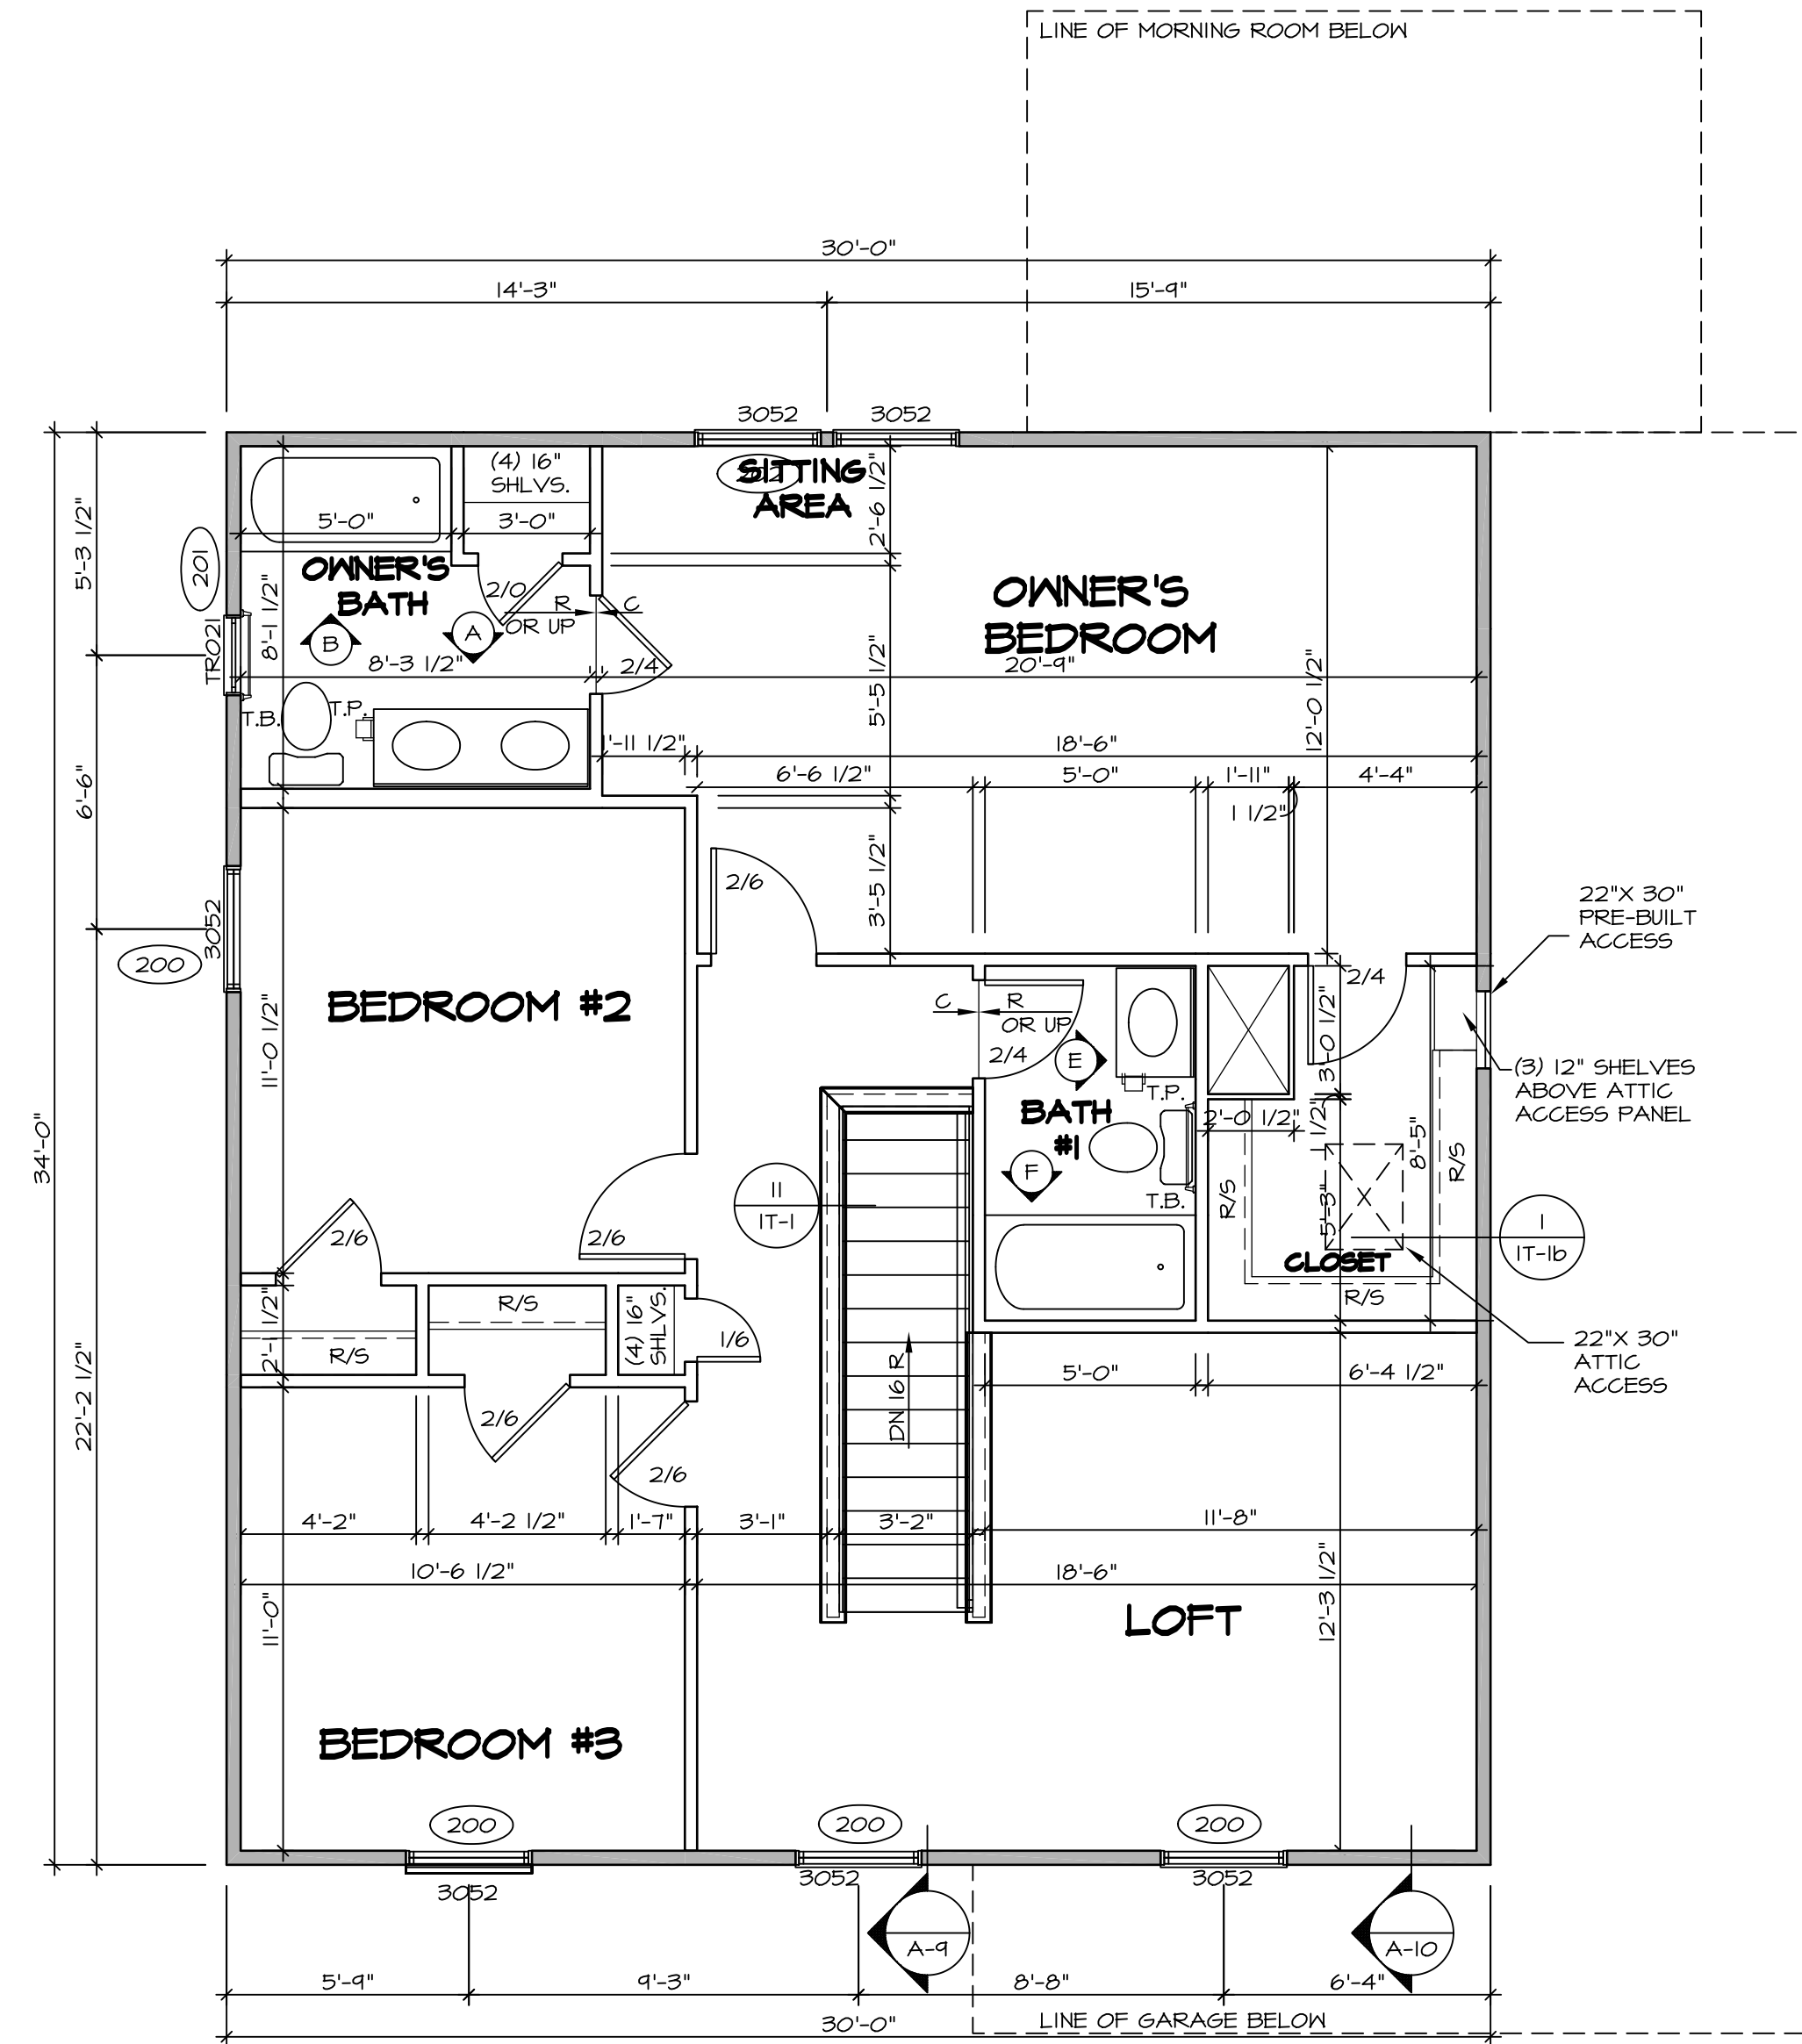 LINE OF MORNING ROOM BELOW
30'-0"
14'-3"
15'-9"
3052
3052
(4) 16"
SHLVS.
SITTING
AREA
202
2'-6 1/2"
5'-3 1/2"
201
5'-0"
3'-0"
OWNER'S
BATH
2/0
R
C
OR UP
A
B
8'-1 1/2"
TR021
8'-3 1/2"
2/4
OWNER'S
BEDROOM
20'-9"
5'-5 1/2"
12'-0 1/2"
T.B.
T.P.
1'-11 1/2"
18'-6"
6'-6 1/2"
5'-0"
1'-11"
4'-4"
1 1/2"
6'-6"
3'-5 1/2"
2/6
3052
200
22"X 30"
PRE-BUILT
ACCESS
BEDROOM #2
11'-0 1/2"
2/4
C
R
OR UP
2/4
E
3'-0 1/2"
T.P.
(3) 12" SHELVES
ABOVE ATTIC
ACCESS PANEL
BATH
#1
2'-0 1/2"
1 1/2"
8'-5"
34'-0"
F
T.B.
R/S
5'-3"
R/S
X
11
IT-1
1
IT-1b
2/6
2/6
CLOSET
R/S
R/S
(4) 16"
SHLVS.
2'-11 1/2"
R/S
1/6
DN 16 R
22"X 30"
ATTIC
ACCESS
5'-0"
6'-4 1/2"
22'-2 1/2"
2/6
2/6
4'-2"
4'-2 1/2"
1'-7"
3'-1"
3'-2"
11'-8"
10'-6 1/2"
18'-6"
11'-0"
12'-3 1/2"
LOFT
BEDROOM #3
200
200
200
3052
3052
3052
A-9
A-10
5'-9"
9'-3"
8'-8"
6'-4"
LINE OF GARAGE BELOW
30'-0"